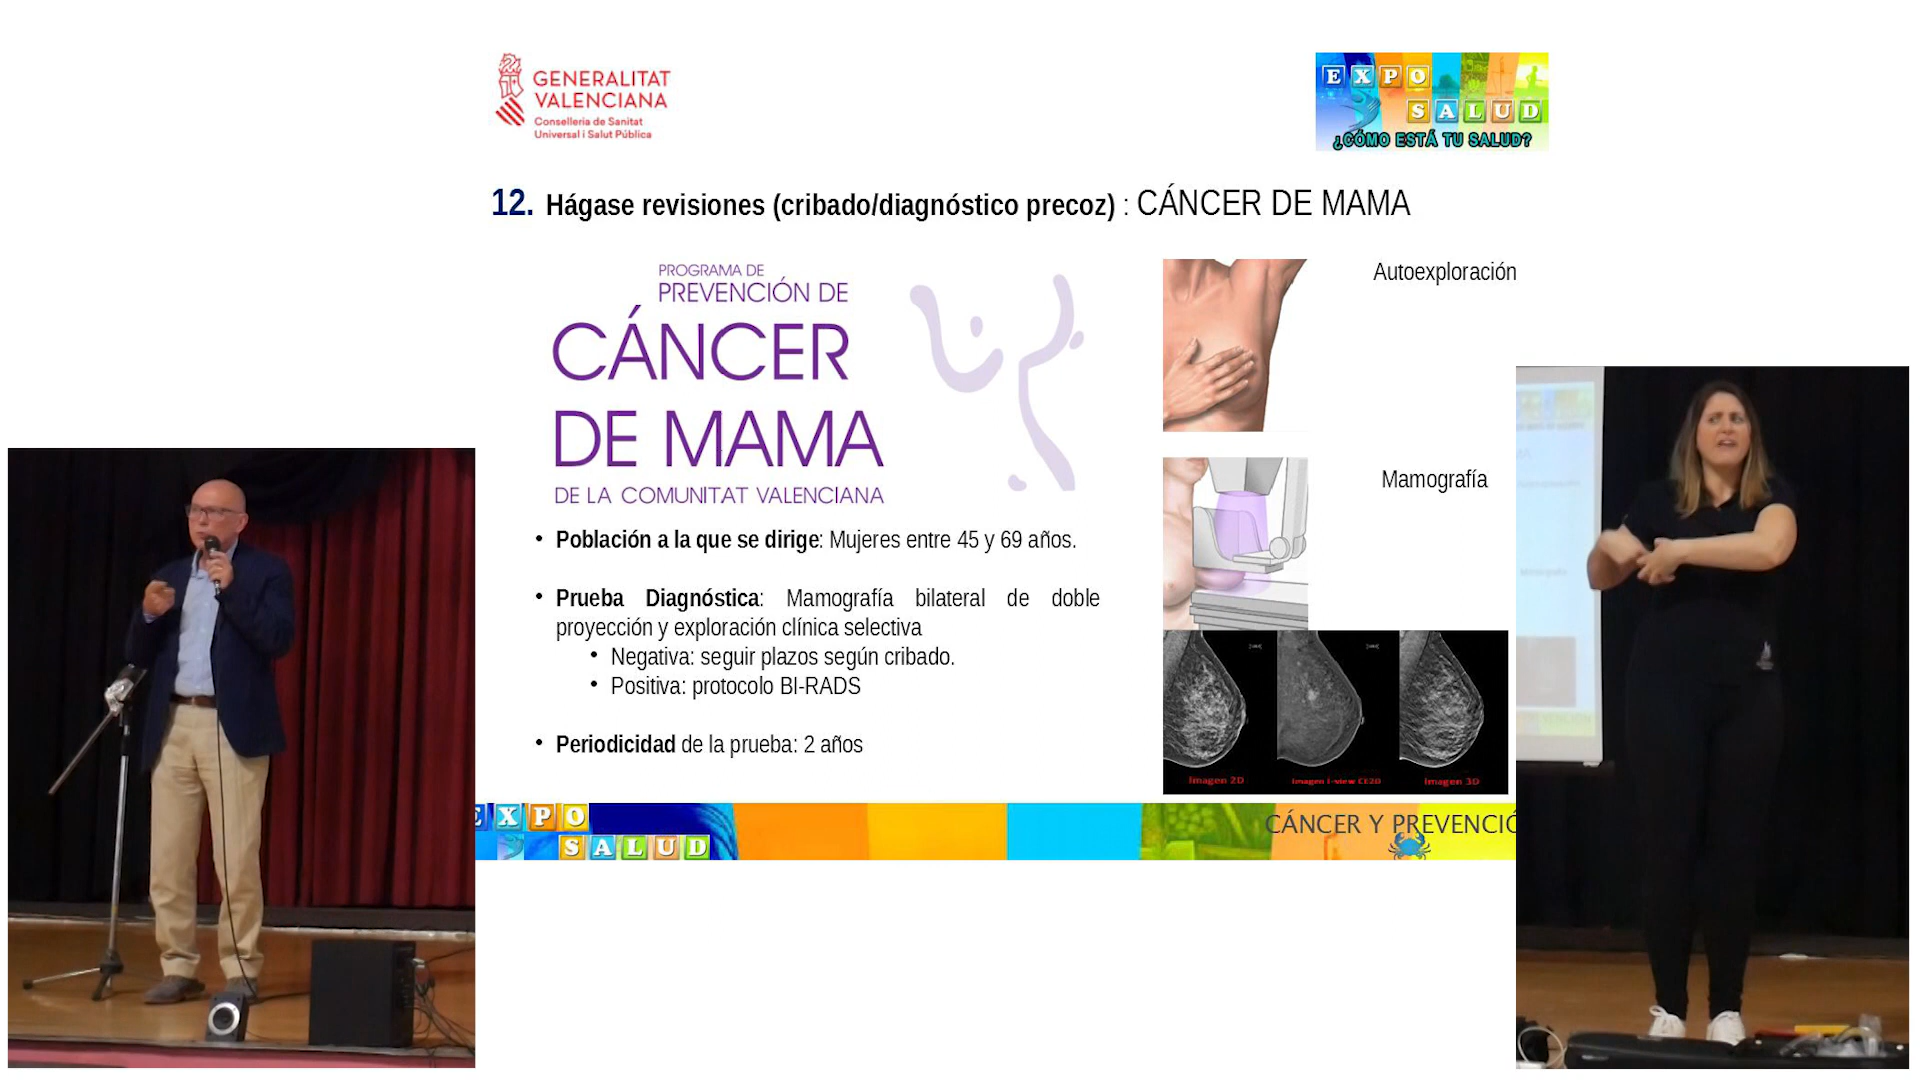 GENERALITAT
VALENCIANA
Conselleria de Sanitat
Universal i Salut Pública
EXPO
SALUD
¿CÓMO ESTÁ TU SALUD?
12. Hágase revisiones (cribado/diagnóstico precoz) : CÁNCER DE MAMA
PROGRAMA DE
PREVENCIÓN DE
CÁNCER
DE MAMA
DE LA COMUNITAT VALENCIANA
• Población a la que se dirige: Mujeres entre 45 y 69 años.
• Prueba Diagnóstica: Mamografía bilateral de doble
proyección y exploración clínica selectiva
• Negativa: seguir plazos según cribado.
• Positiva: protocolo BI-RADS
• Periodicidad de la prueba: 2 años
Autoexploración
Mamografía
Imagen 2D
Imagen 3D
EXPO
SALUD
CÁNCER Y PREVENCIÓ